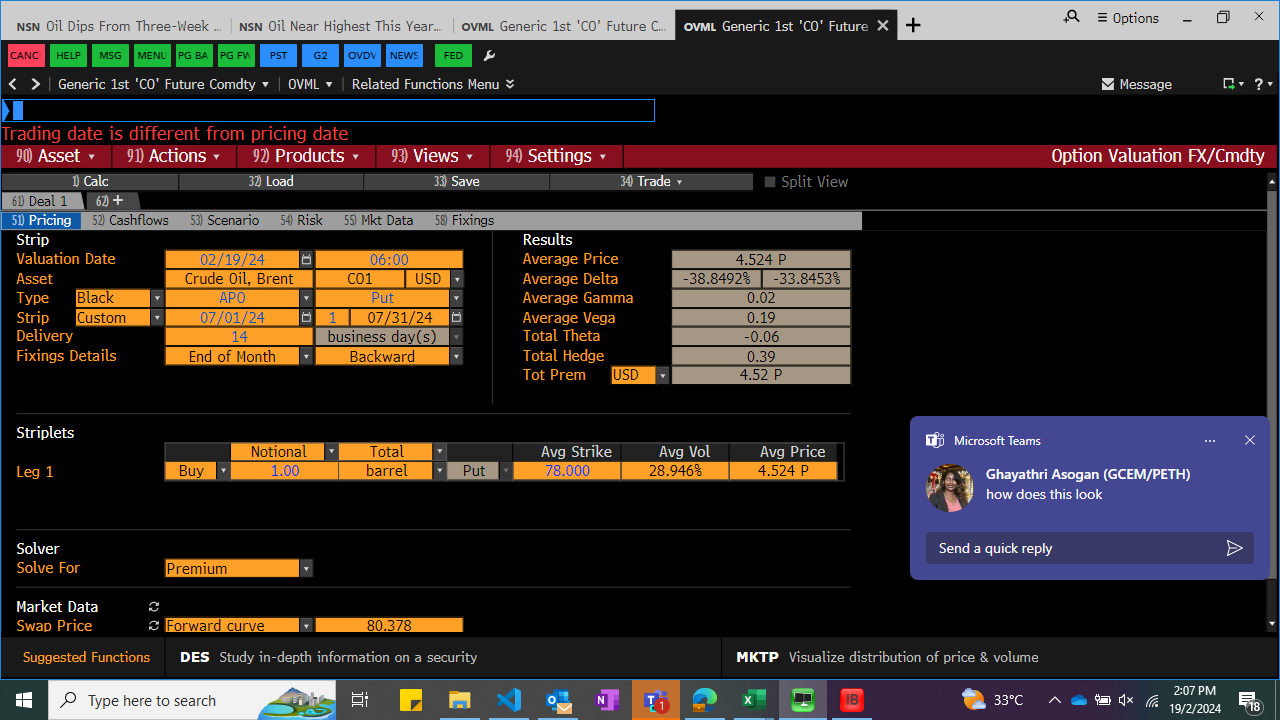 NSN Oil Dips From Three-Week ... NSN Oil Near Highest This Year... OVML Generic 1st 'CO' Future C... OVML Generic 1st 'CO' Future × + Options
CANC HELP MSG MENU PG BA PG FW PST G2 OVDV NEWS FED
< > Generic 1st 'CO' Future Comdty OVML Related Functions Menu Message ?
Trading date is different from pricing date
90) Asset 91) Actions 92) Products 93) Views 94) Settings Option Valuation FX/Cmdty
1) Calc 32) Load 33) Save 34) Trade Split View
61) Deal 1 62) +
51) Pricing 52) Cashflows 53) Scenario 54) Risk 55) Mkt Data 58) Fixings
Strip Results
Valuation Date 02/19/24 06:00 Average Price 4.524 P
Asset Crude Oil, Brent CO1 USD Average Delta -38.8492% -33.8453%
Type Black APO Put Average Gamma 0.02
Strip Custom 07/01/24 1 07/31/24 Average Vega 0.19
Delivery 14 business day(s) Total Theta -0.06
Fixings Details End of Month Backward Total Hedge 0.39
Tot Prem USD 4.52 P
Striplets
Notional Total Avg Strike Avg Vol Avg Price
Leg 1 Buy 1.00 barrel Put 78.000 28.946% 4.524 P
Microsoft Teams ...
Ghayathri Asogan (GCEM/PETH)
how does this look
Send a quick reply
Solver
Solve For Premium
Market Data
Swap Price Forward curve 80.378
Suggested Functions DES Study in-depth information on a security MKTP Visualize distribution of price & volume
Type here to search 1 IB 33°C 2:07 PM
19/2/2024 18